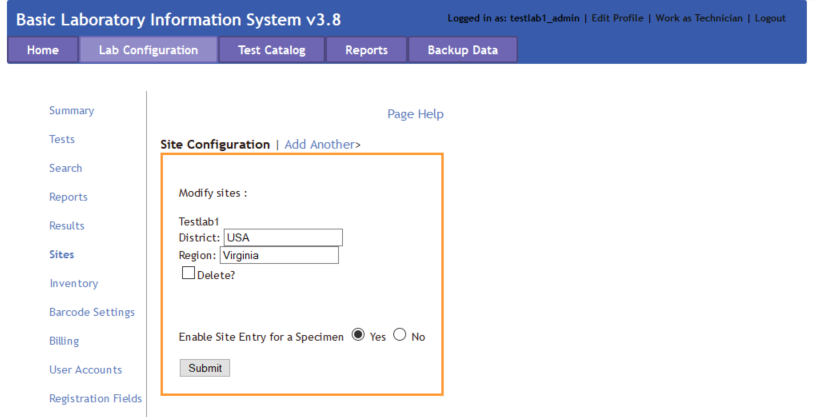 Basic Laboratory Information System v3.8
Logged in as: testlab1_admin | Edit Profile | Work as Technician | Logout
Home Lab Configuration Test Catalog Reports Backup Data
Summary
Tests
Search
Reports
Results
Sites
Inventory
Barcode Settings
Billing
User Accounts
Registration Fields
Page Help
Site Configuration | Add Another>
Modify sites :
Testlab1
District: USA
Region: Virginia
Delete?
Enable Site Entry for a Specimen Yes No
Submit